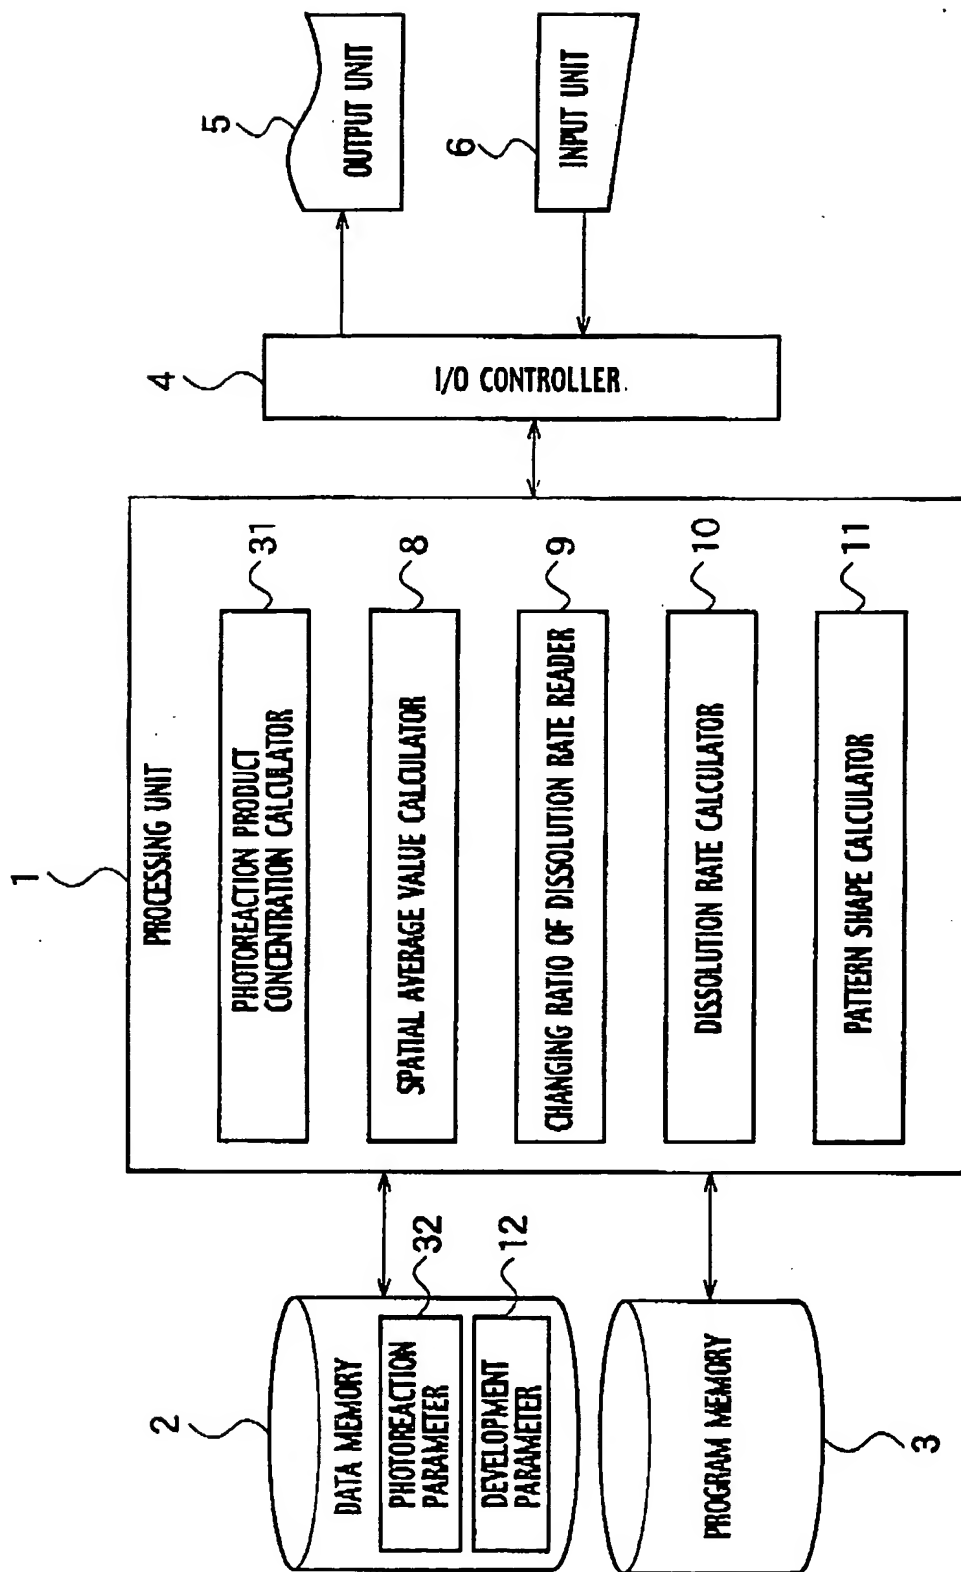 1
PROCESSING UNIT
PHOTOREACTION PRODUCT
CONCENTRATION CALCULATOR
31
SPATIAL AVERAGE VALUE CALCULATOR
8
CHANGING RATIO OF DISSOLUTION RATE READER
9
DISSOLUTION RATE CALCULATOR
10
PATTERN SHAPE CALCULATOR
11
2
DATA MEMORY
PHOTOREACTION
PARAMETER
32
DEVELOPMENT
PARAMETER
12
PROGRAM MEMORY
3
4
I/O CONTROLLER
5
OUTPUT UNIT
6
INPUT UNIT